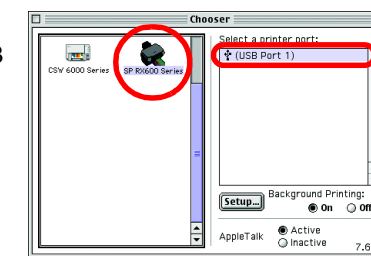 Chooser
Select a printer port:
(USB Port 1)
CSW 6000 Series
SP RX600 Series
Setup...
Background Printing:
On
Off
AppleTalk
Active
Inactive
7.6